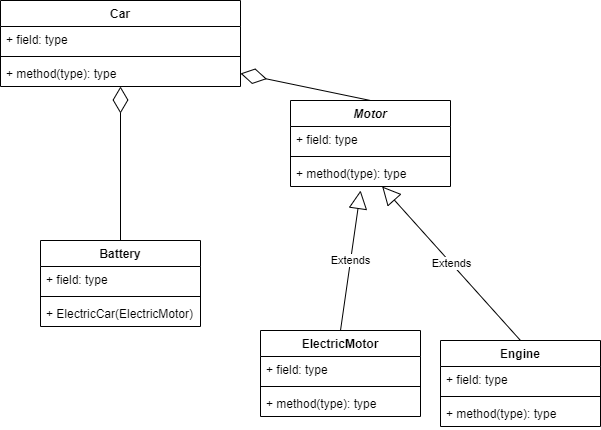 Car
+ field: type
+ method(type): type
Motor
+ field: type
+ method(type): type
Battery
+ field: type
+ ElectricCar(ElectricMotor)
Extends
Extends
ElectricMotor
+ field: type
+ method(type): type
Engine
+ field: type
+ method(type): type